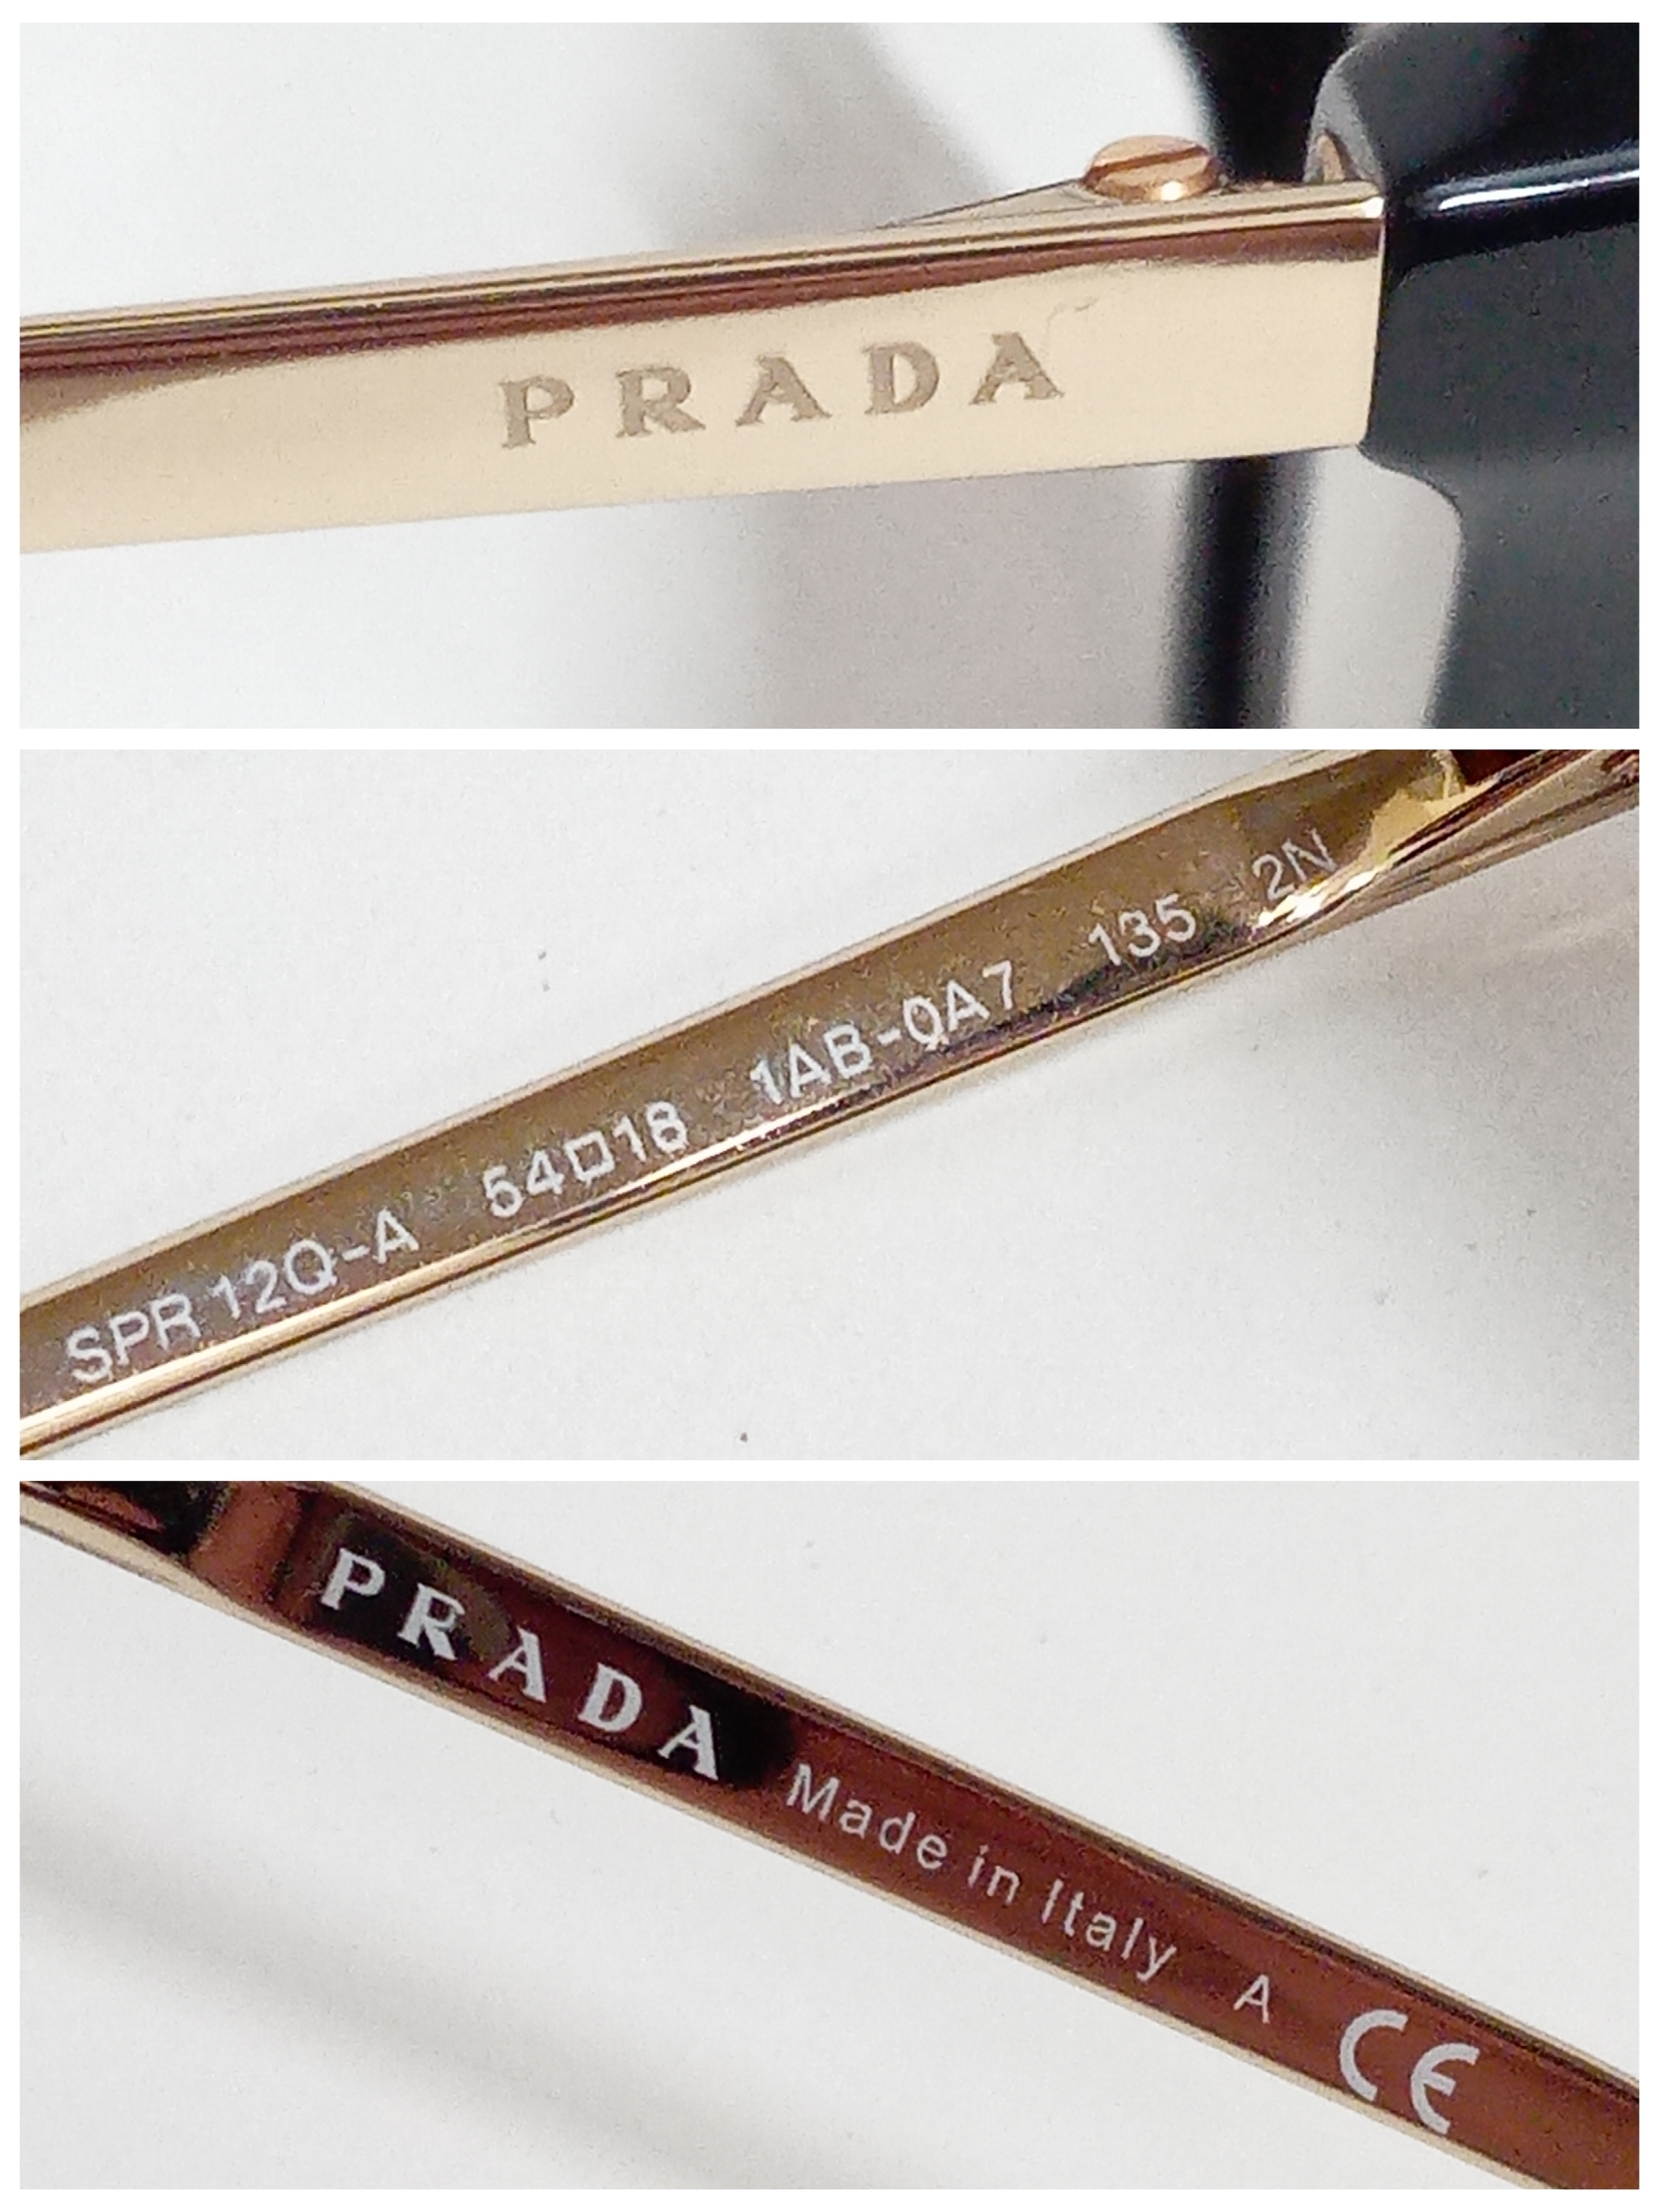 PRADA
SPR 12Q-A 54□18 1AB-0A7 135 2N
PRADA Made in Italy A CE